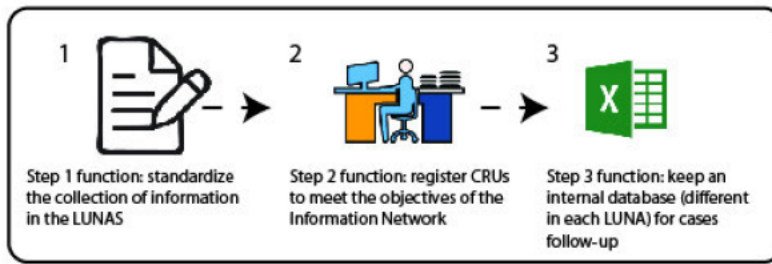 1
2
3
X
Step 1 function: standardize
the collection of information
in the LUNAS
Step 2 function: register CRUs
to meet the objectives of the
Information Network
Step 3 function: keep an
internal database (different
in each LUNA) for cases
follow-up